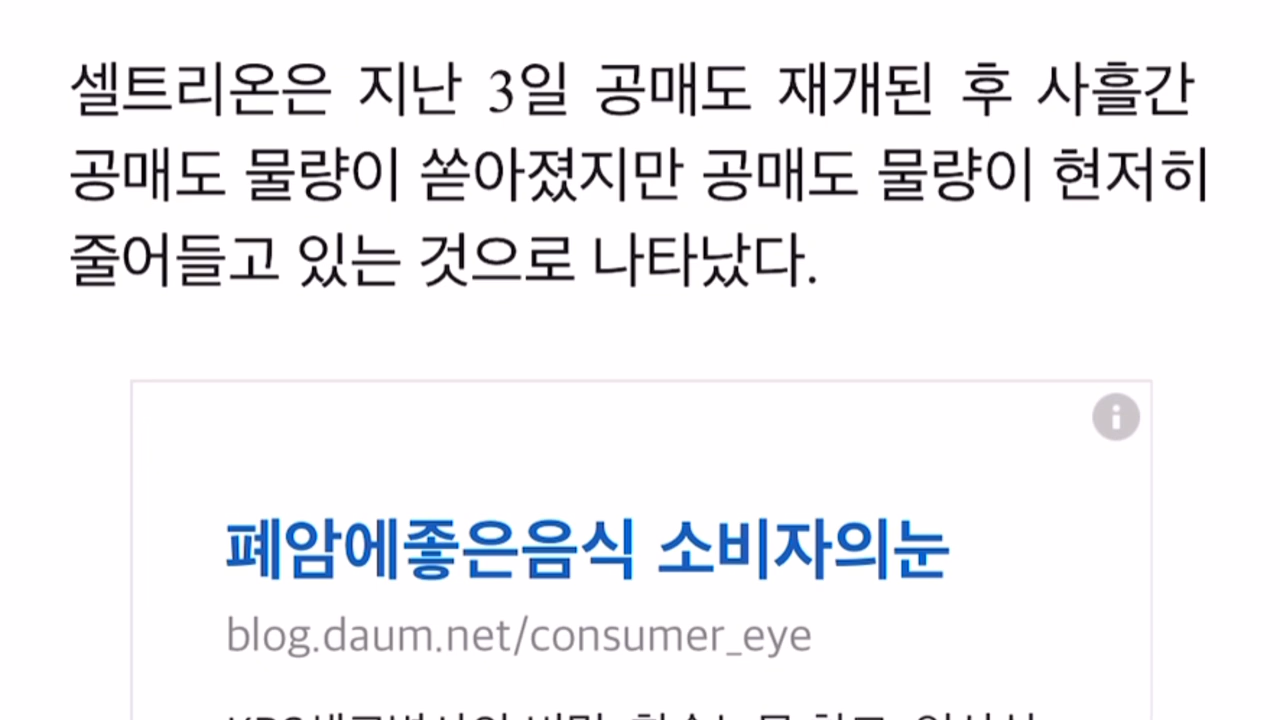 셀트리온은 지난 3일 공매도 재개된 후 사흘간
공매도 물량이 쏟아졌지만 공매도 물량이 현저히
줄어들고 있는 것으로 나타났다.
폐암에좋은음식 소비자의눈
blog.daum.net/consumer_eye